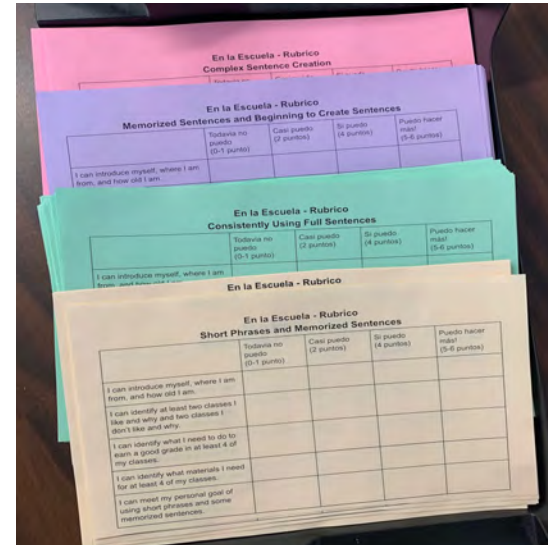 En la Escuela - Rubrico
Complex Sentence Creation
En la Escuela - Rubrico
Memorized Sentences and Beginning to Create Sentences
Todavia no Casi puedo Si puedo Puedo hacer
puedo (2 puntos) (4 puntos) más!
(0-1 punto) (5-6 puntos)
I can introduce myself, where I am
from, and how old I am.
En la Escuela - Rubrico
Consistently Using Full Sentences
Todavia no Casi puedo Si puedo Puedo hacer
puedo (2 puntos) (4 puntos) más!
(0-1 punto) (5-6 puntos)
I can introduce myself, where I am
from, and how old I am.
En la Escuela - Rubrico
En la Escuela - Rubrico
Short Phrases and Memorized Sentences
Todavia no Casi puedo Si puedo Puedo hacer
puedo (2 puntos) (4 puntos) más!
(0-1 punto) (5-6 puntos)
I can introduce myself, where I am
from, and how old I am.
I can identify at least two classes I
like and why and two classes I
don't like and why.
I can identify what I need to do to
earn a good grade in at least 4 of
my classes.
I can identify what materials I need
for at least 4 of my classes.
I can meet my personal goal of
using short phrases and some
memorized sentences.